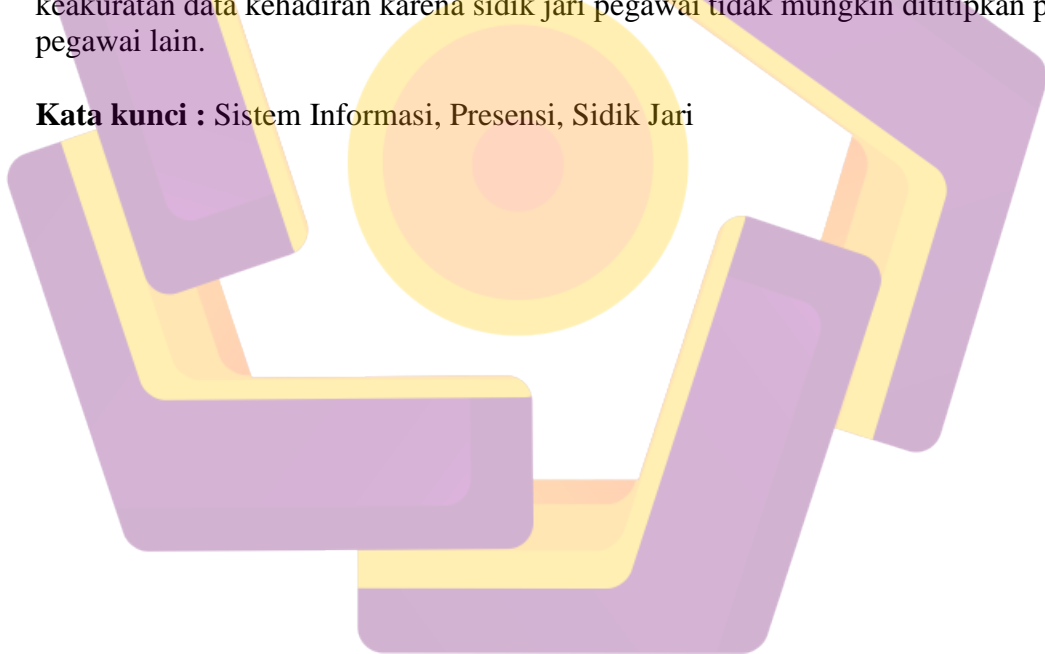 keakuratan data kehadiran karena sidik jari pegawai tidak mungkin dititipkan
pegawai lain.
Kata kunci : Sistem Informasi, Presensi, Sidik Jari